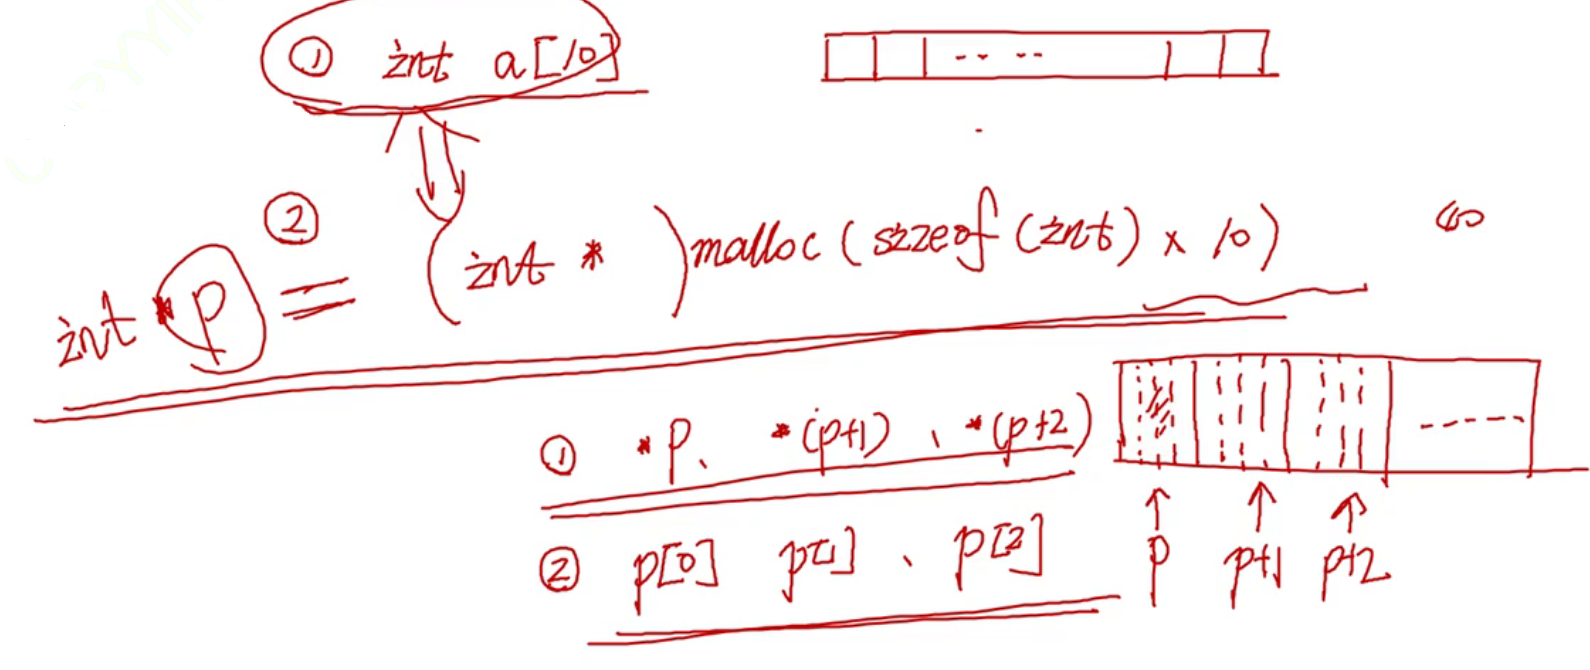 ① int a[10]
②
int *p = (int *)malloc(sizeof(int) × 10) 40
① *p、 *(p+1) 、 *(p+2)
② p[0] p[1] 、 p[2]
p p+1 p+2